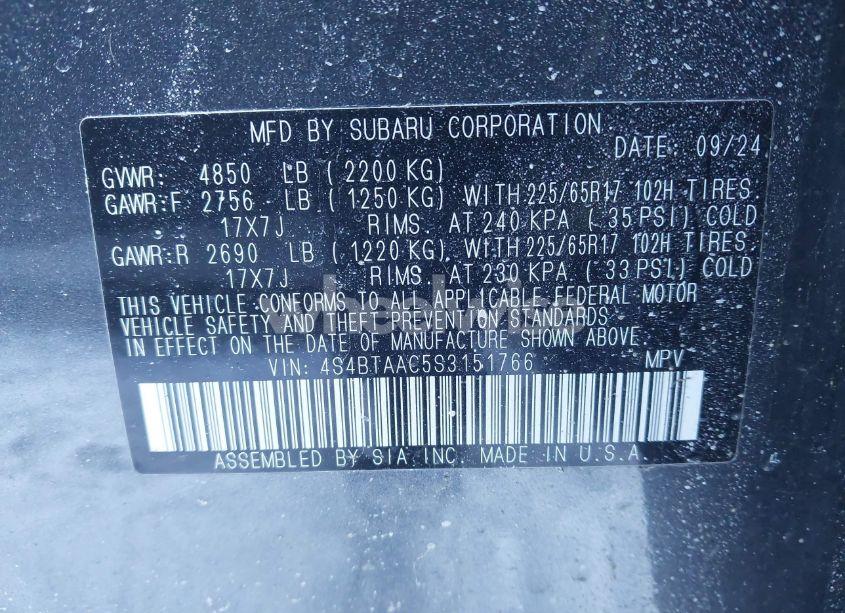 MFD BY SUBARU CORPORATION
DATE: 09/24
GVWR: 4850 LB (2200 KG)
GAWR:F 2756 LB (1250 KG) WITH 225/65R17 102H TIRES.
17X7J RIMS. AT 240 KPA (35 PSI) COLD
GAWR:R 2690 LB (1220 KG) WITH 225/65R17 102H TIRES.
17X7J RIMS. AT 230 KPA (33 PSI) COLD
THIS VEHICLE CONFORMS TO ALL APPLICABLE FEDERAL MOTOR
VEHICLE SAFETY AND THEFT PREVENTION STANDARDS
IN EFFECT ON THE DATE OF MANUFACTURE SHOWN ABOVE.
VIN: 4S4BTAAC5S3151766 MPV
ASSEMBLED BY SIA, INC. MADE IN U.S.A.